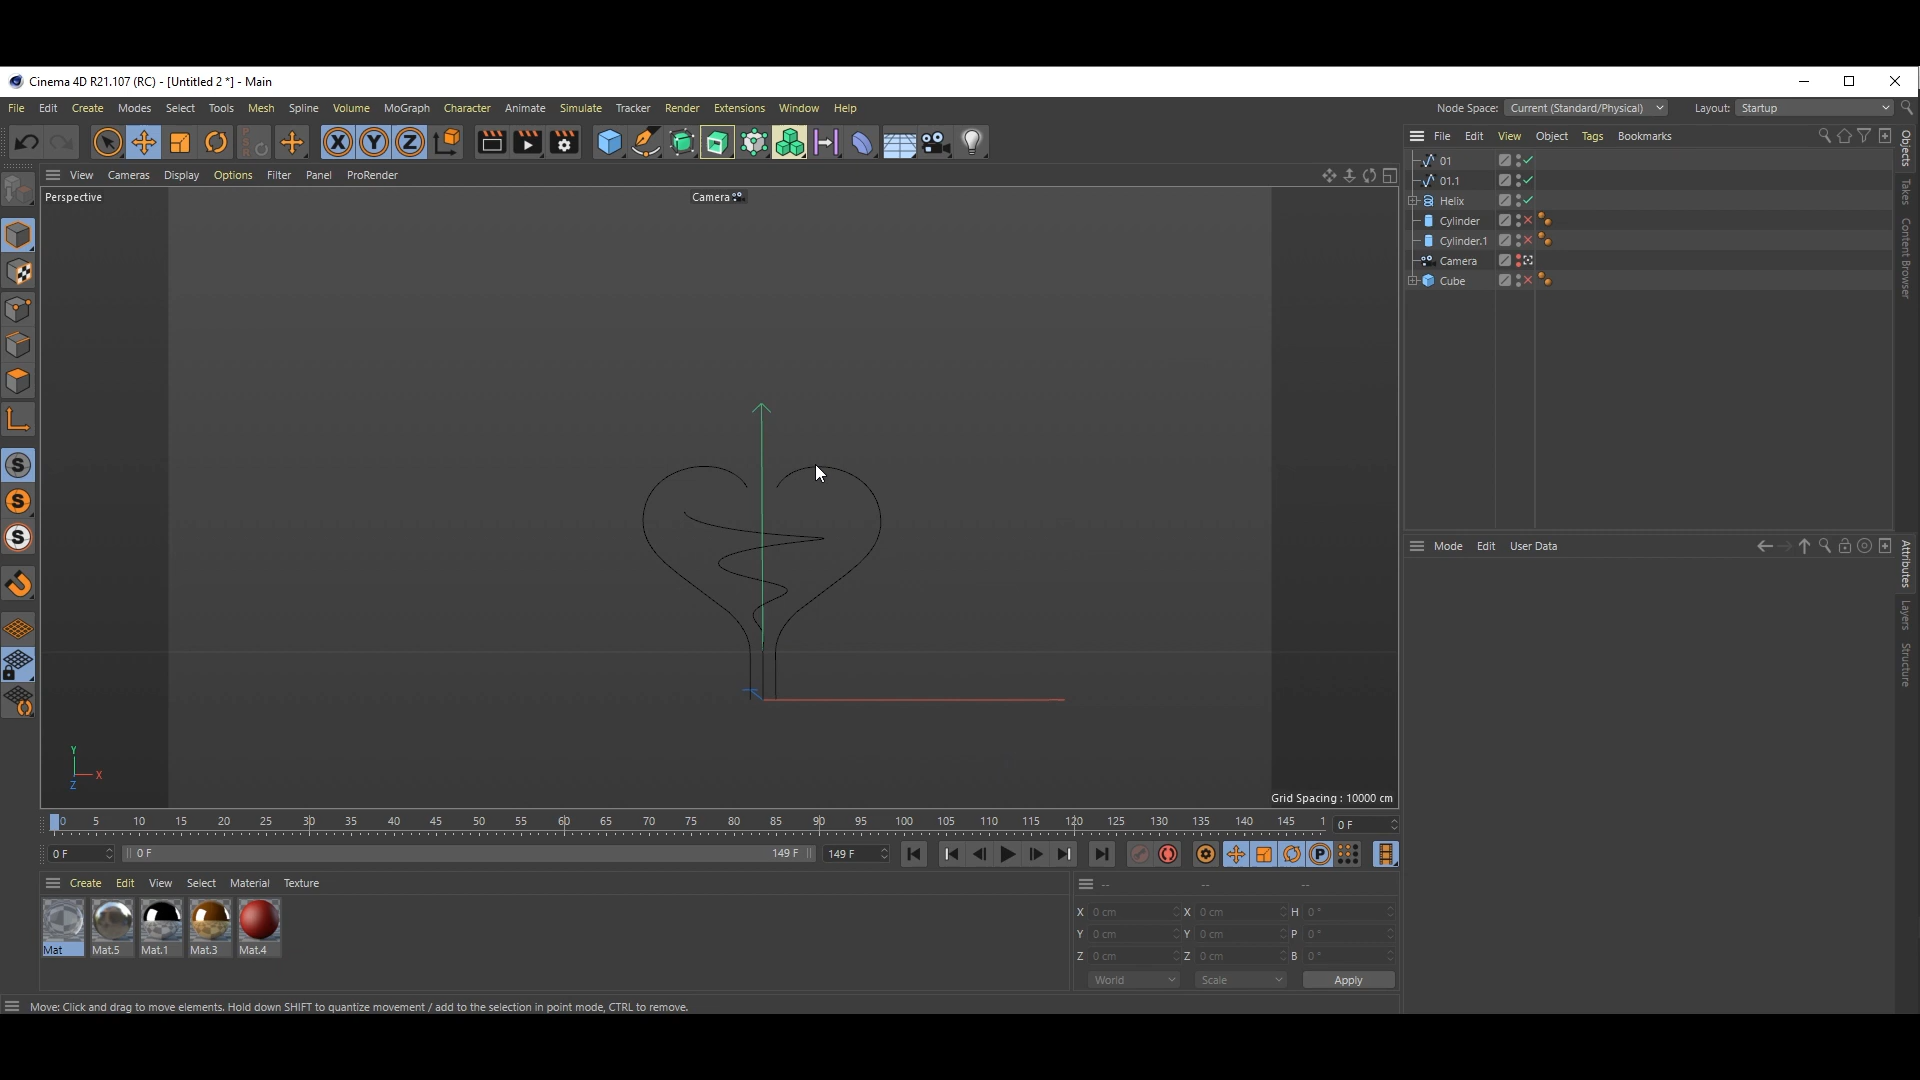 Cinema 4D R21.107 (RC) - [Untitled 2 *] - Main
File Edit Create Modes Select Tools Mesh Spline Volume MoGraph Character Animate Simulate Tracker Render Extensions Window Help
Node Space: Current (Standard/Physical) Layout: Startup
X Y Z
File Edit View Object Tags Bookmarks
View Cameras Display Options Filter Panel ProRender
Perspective
Camera
01
01.1
Helix
Cylinder
Cylinder.1
Camera
Cube
Objects
Takes
Content Browser
S
S
S
Mode Edit User Data
Attributes
Layers
Structure
Y
X
Z
Grid Spacing : 10000 cm
0 5 10 15 20 25 30 35 40 45 50 55 60 65 70 75 80 85 90 95 100 105 110 115 120 125 130 135 140 145 1
0 F
0 F 0 F 149 F 149 F
P
Create Edit View Select Material Texture
Mat Mat.5 Mat.1 Mat.3 Mat.4
-- -- --
X 0 cm X 0 cm H 0 °
Y 0 cm Y 0 cm P 0 °
Z 0 cm Z 0 cm B 0 °
World Scale Apply
Move: Click and drag to move elements. Hold down SHIFT to quantize movement / add to the selection in point mode, CTRL to remove.